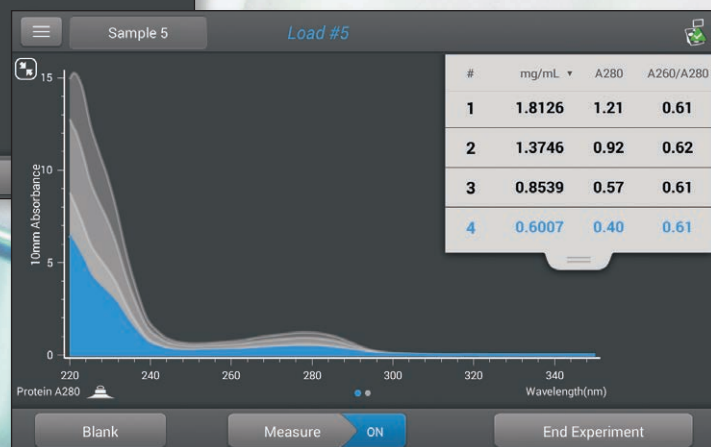 Sample 5
Load #5
# mg/mL ▾ A280 A260/A280
1 1.8126 1.21 0.61
2 1.3746 0.92 0.62
3 0.8539 0.57 0.61
4 0.6007 0.40 0.61
15
10
5
0
10mm Absorbance
220 240 260 280 300 320 340
Protein A280
Wavelength(nm)
Blank
Measure ON
End Experiment